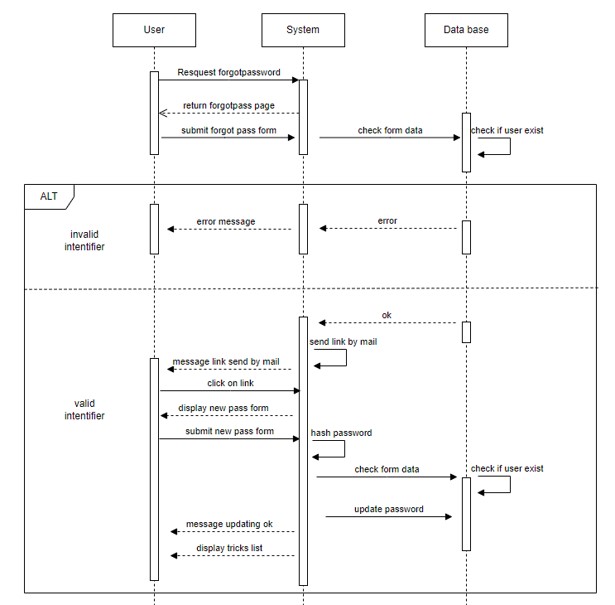 User
System
Data base
Resquest forgotpassword
return forgotpass page
submit forgot pass form
check form data
check if user exist
ALT
invalid
intentifier
error message
error
ok
send link by mail
message link send by mail
click on link
valid
intentifier
display new pass form
submit new pass form
hash password
check form data
check if user exist
update password
message updating ok
display tricks list